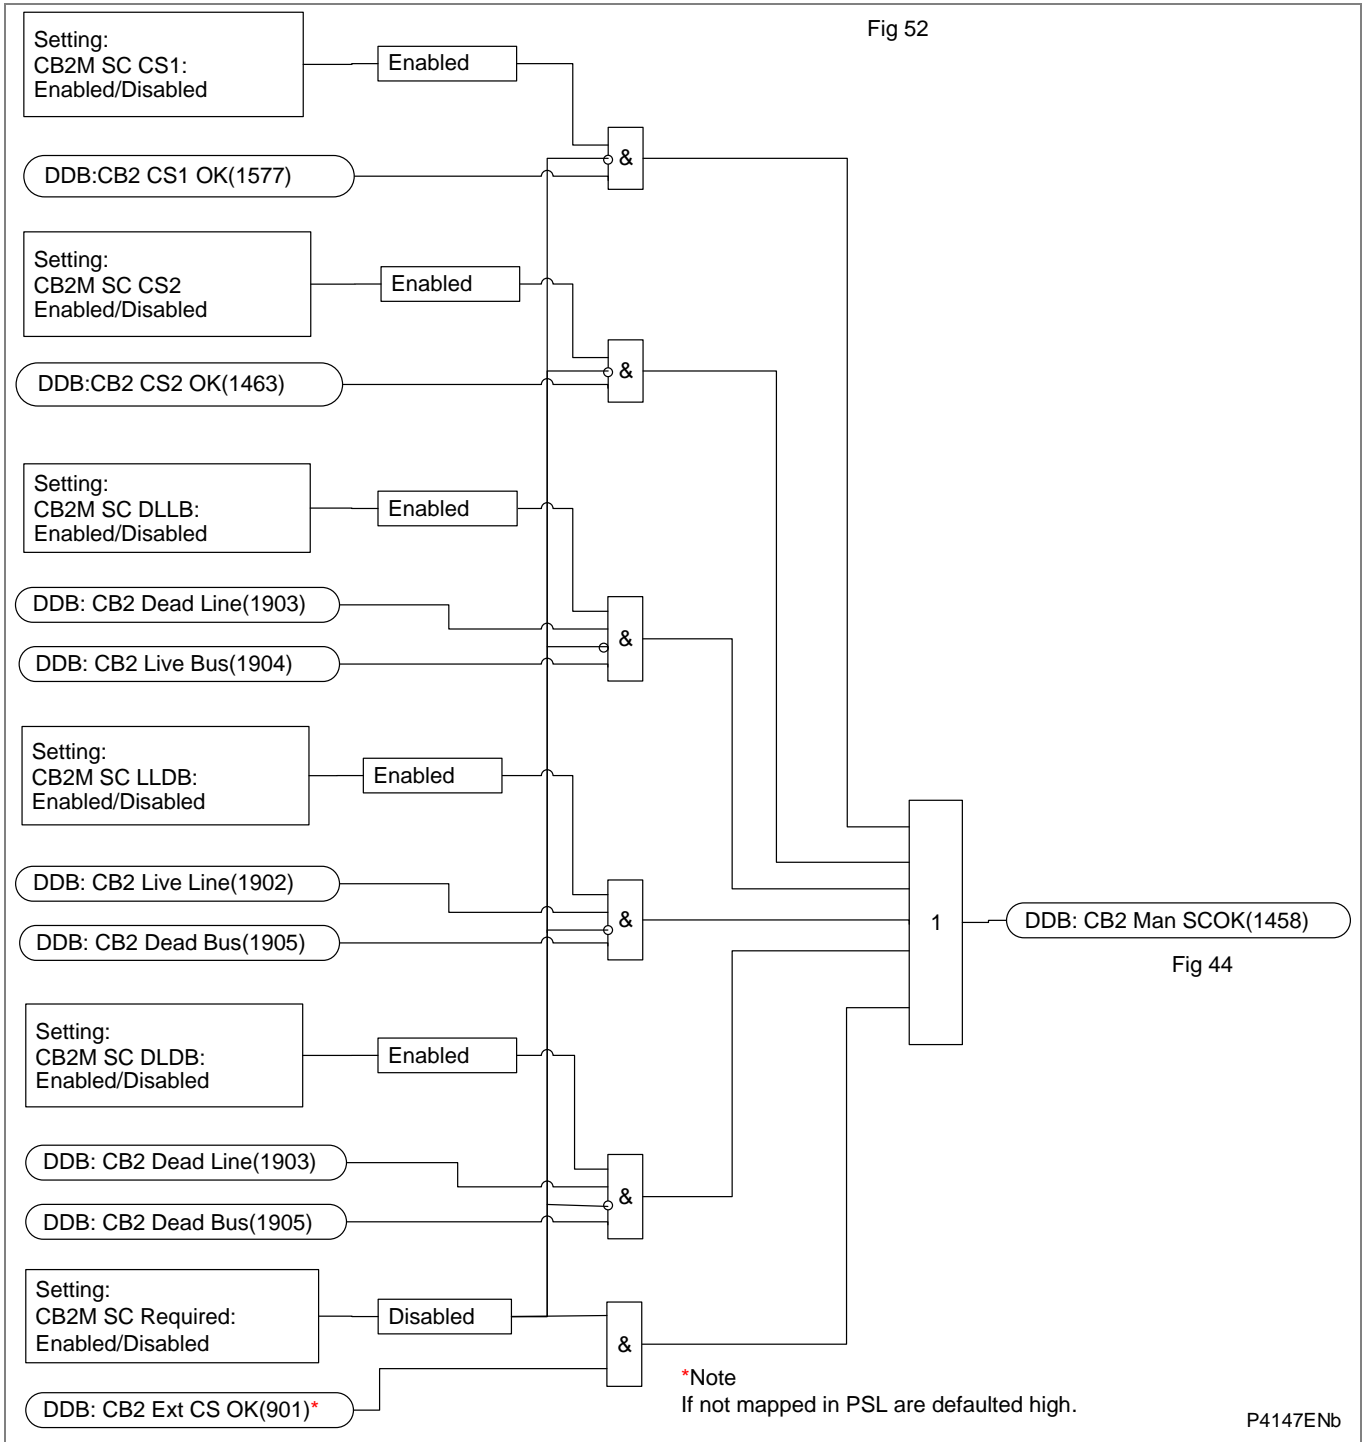 Fig 52
Setting:
CB2M SC CS1:
Enabled/Disabled
Enabled
&
DDB:CB2 CS1 OK(1577)
Setting:
CB2M SC CS2
Enabled/Disabled
Enabled
&
DDB:CB2 CS2 OK(1463)
Setting:
CB2M SC DLLB:
Enabled/Disabled
Enabled
DDB: CB2 Dead Line(1903)
&
DDB: CB2 Live Bus(1904)
Setting:
CB2M SC LLDB:
Enabled/Disabled
Enabled
DDB: CB2 Live Line(1902)
&
DDB: CB2 Dead Bus(1905)
1
DDB: CB2 Man SCOK(1458)
Fig 44
Setting:
CB2M SC DLDB:
Enabled/Disabled
Enabled
DDB: CB2 Dead Line(1903)
&
DDB: CB2 Dead Bus(1905)
Setting:
CB2M SC Required:
Enabled/Disabled
Disabled
&
DDB: CB2 Ext CS OK(901)*
*Note
If not mapped in PSL are defaulted high.
P4147ENb